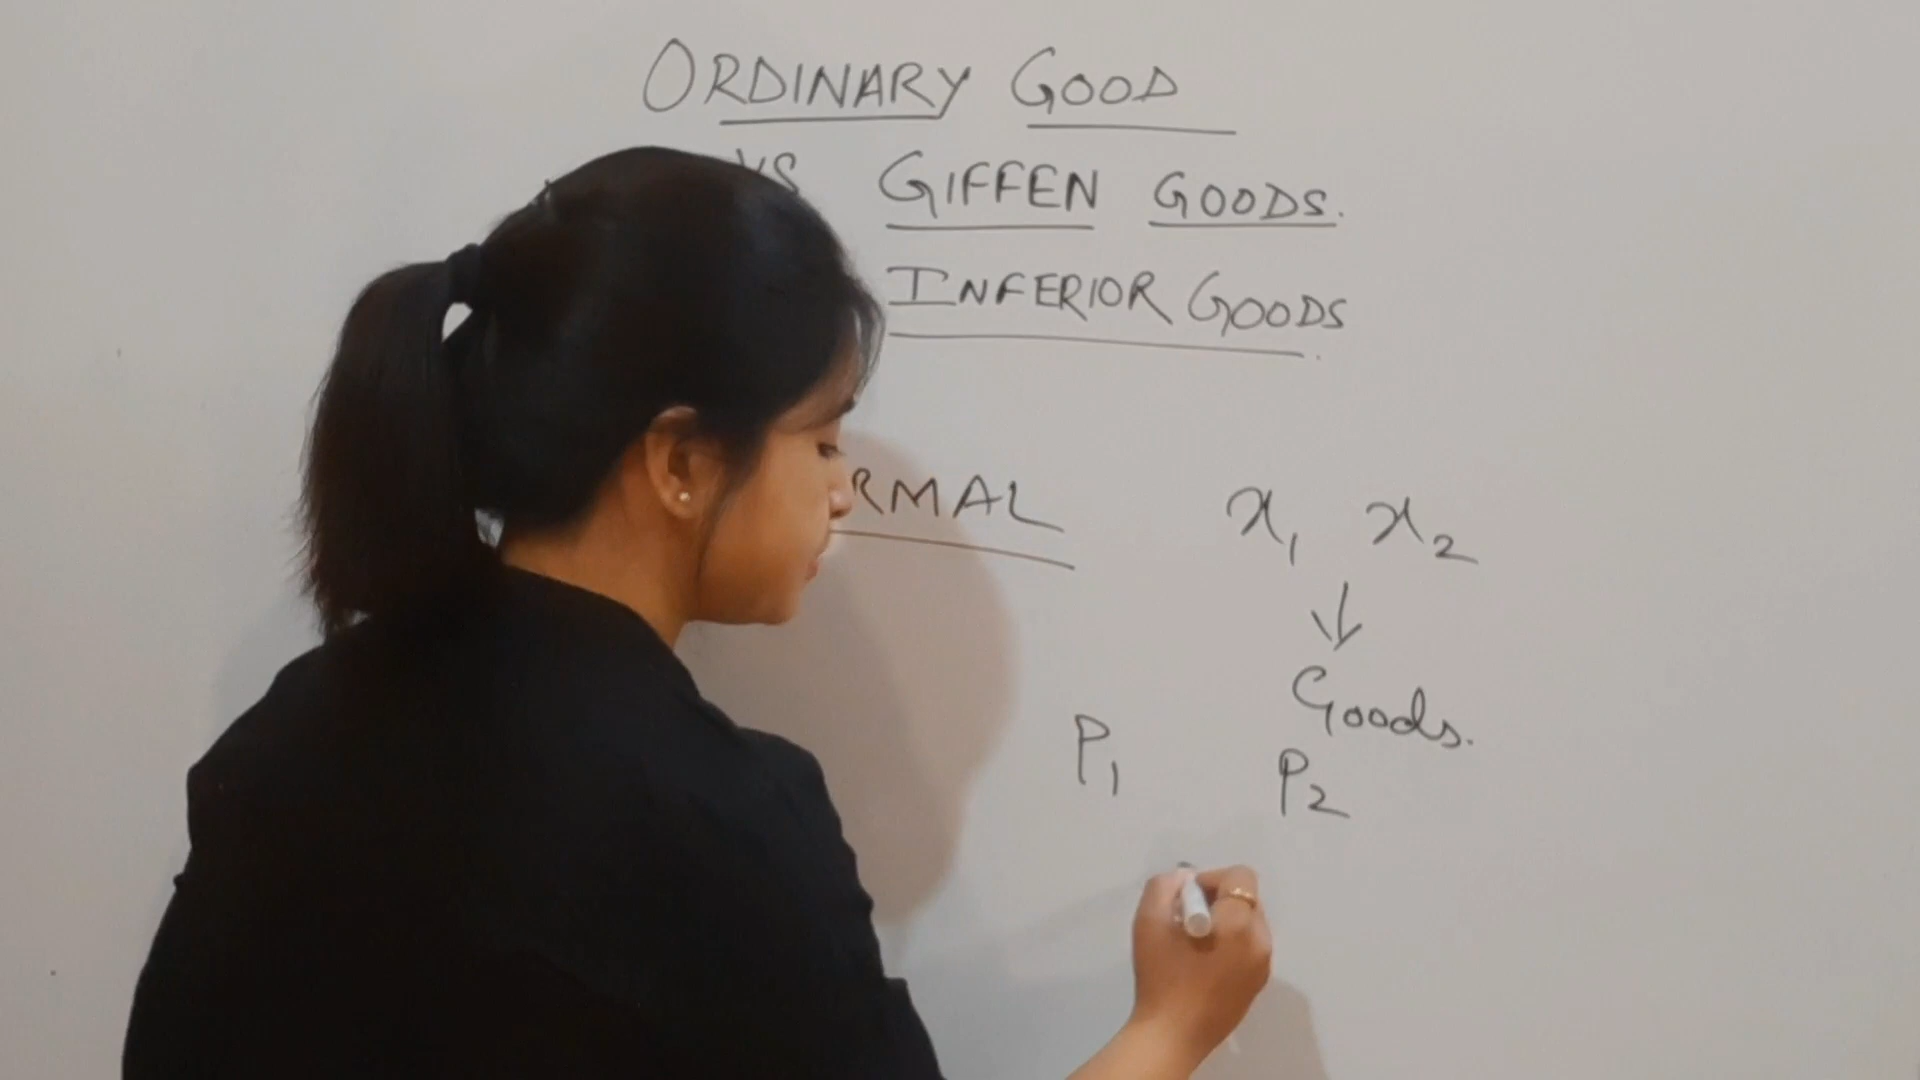 ORDINARY GOOD
VS GIFFEN GOODS.
INFERIOR GOODS
RMAL
x₁ x₂
Goods.
P₁ P₂